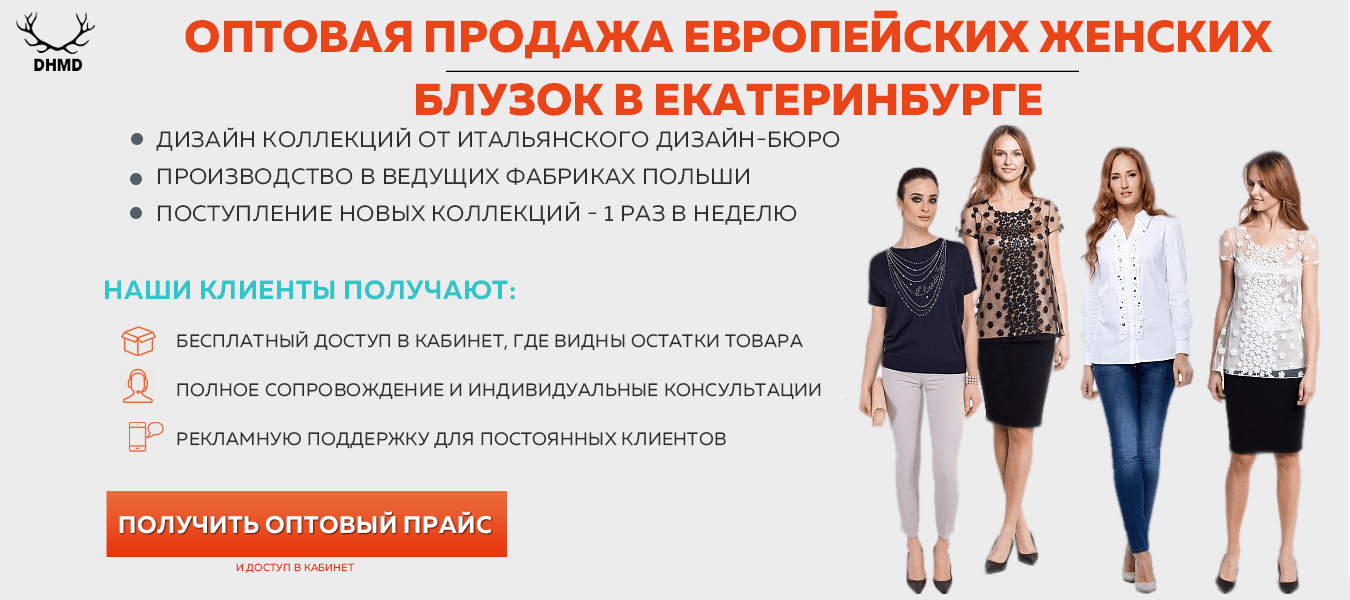 DHMD
ОПТОВАЯ ПРОДАЖА ЕВРОПЕЙСКИХ ЖЕНСКИХ
БЛУЗОК В ЕКАТЕРИНБУРГЕ
ДИЗАЙН КОЛЛЕКЦИЙ ОТ ИТАЛЬЯНСКОГО ДИЗАЙН-БЮРО
ПРОИЗВОДСТВО В ВЕДУЩИХ ФАБРИКАХ ПОЛЬШИ
ПОСТУПЛЕНИЕ НОВЫХ КОЛЛЕКЦИЙ - 1 РАЗ В НЕДЕЛЮ
НАШИ КЛИЕНТЫ ПОЛУЧАЮТ:
БЕСПЛАТНЫЙ ДОСТУП В КАБИНЕТ, ГДЕ ВИДНЫ ОСТАТКИ ТОВАРА
ПОЛНОЕ СОПРОВОЖДЕНИЕ И ИНДИВИДУАЛЬНЫЕ КОНСУЛЬТАЦИИ
РЕКЛАМНУЮ ПОДДЕРЖКУ ДЛЯ ПОСТОЯННЫХ КЛИЕНТОВ
ПОЛУЧИТЬ ОПТОВЫЙ ПРАЙС
И ДОСТУП В КАБИНЕТ